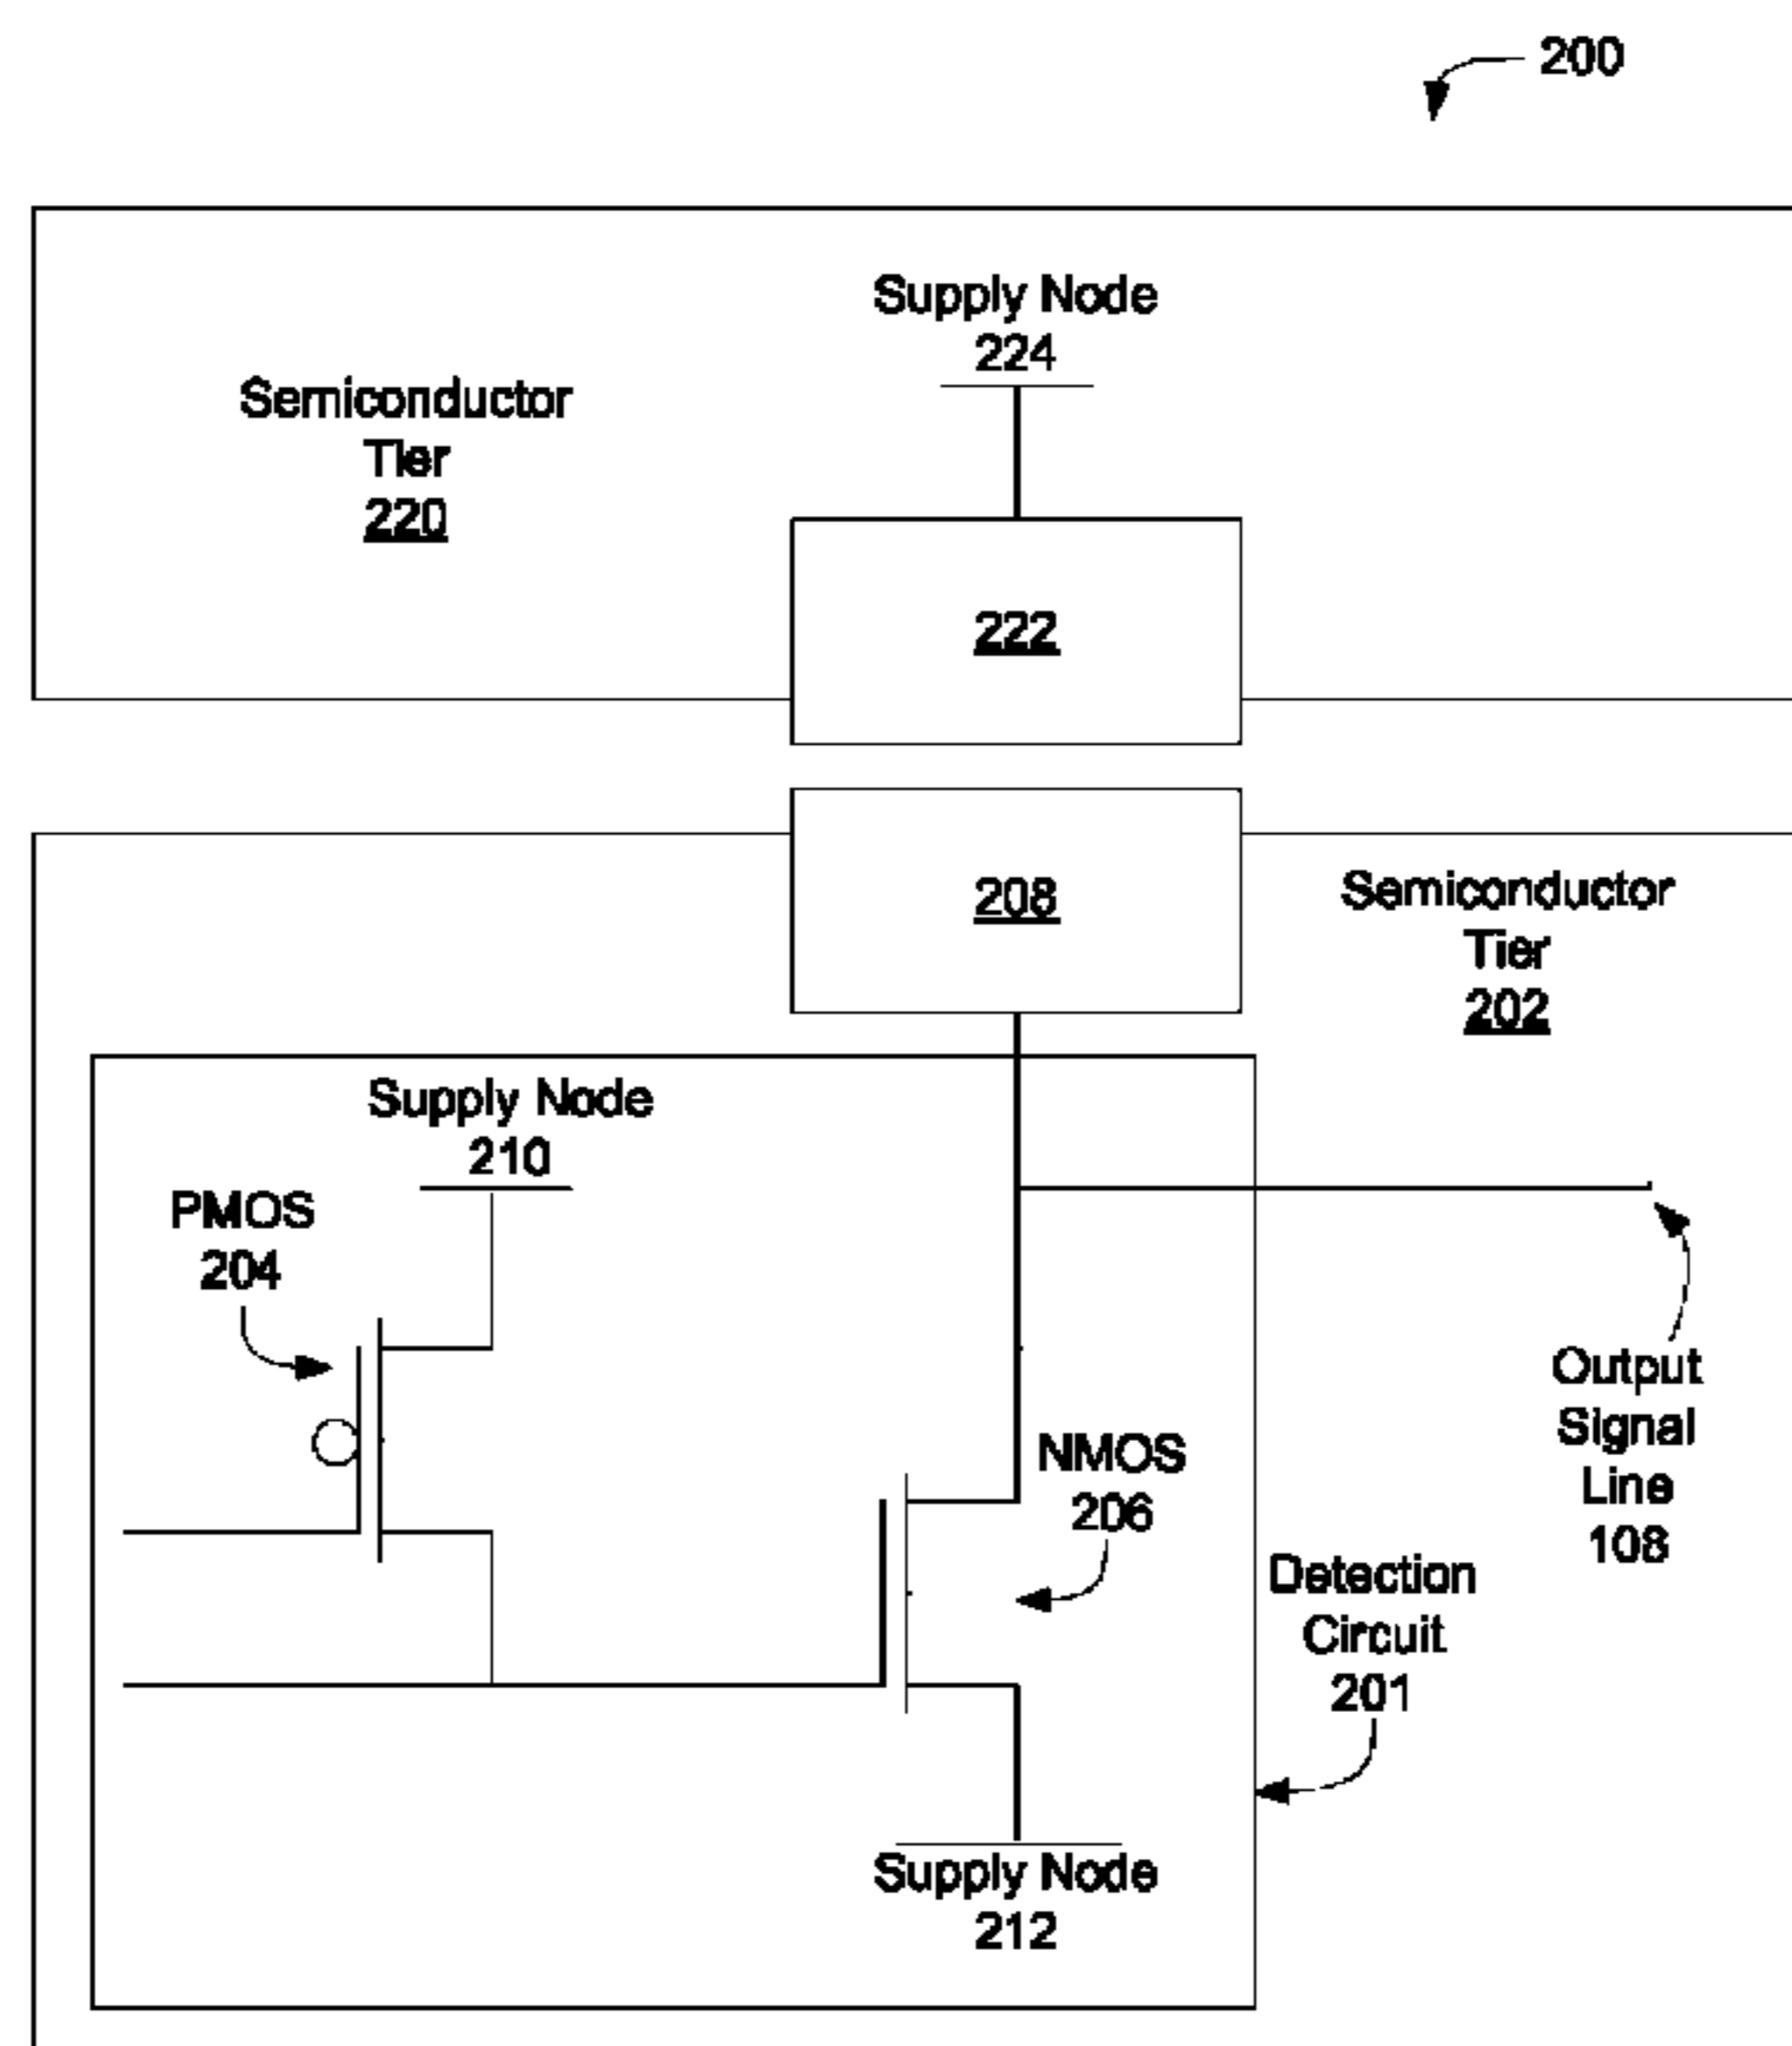 200
Supply Node
224
Semiconductor
Tier
220
222
208
Semiconductor
Tier
202
Supply Node
210
PMOS
204
NMOS
206
Output
Signal
Line
108
Detection
Circuit
201
Supply Node
212